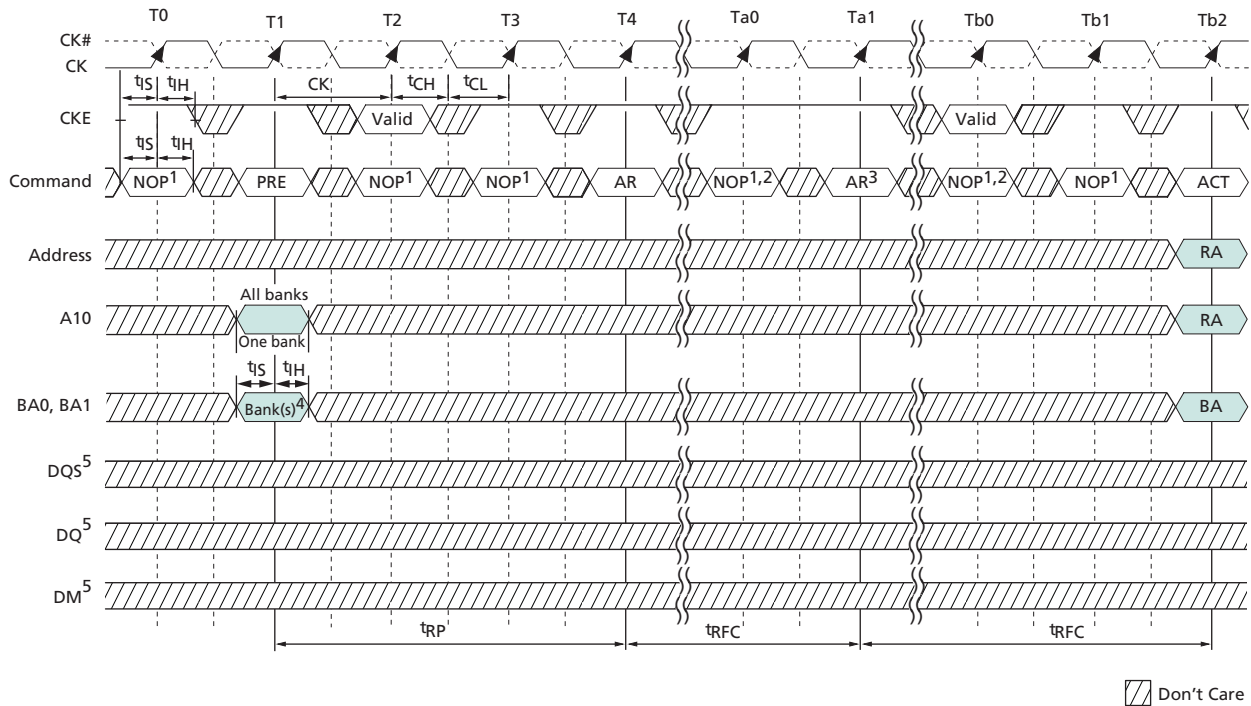 T0 T1 T2 T3 T4 Ta0 Ta1 Tb0 Tb1 Tb2
CK#
CK
tIS tIH CK tCH tCL
CKE Valid Valid
tIS tIH
Command NOP1 PRE NOP1 NOP1 AR NOP1,2 AR3 NOP1,2 NOP1 ACT
Address RA
All banks
A10 RA
One bank
tIS tIH
BA0, BA1 Bank(s)4 BA
DQS5
DQ5
DM5
tRP tRFC tRFC
Don't Care